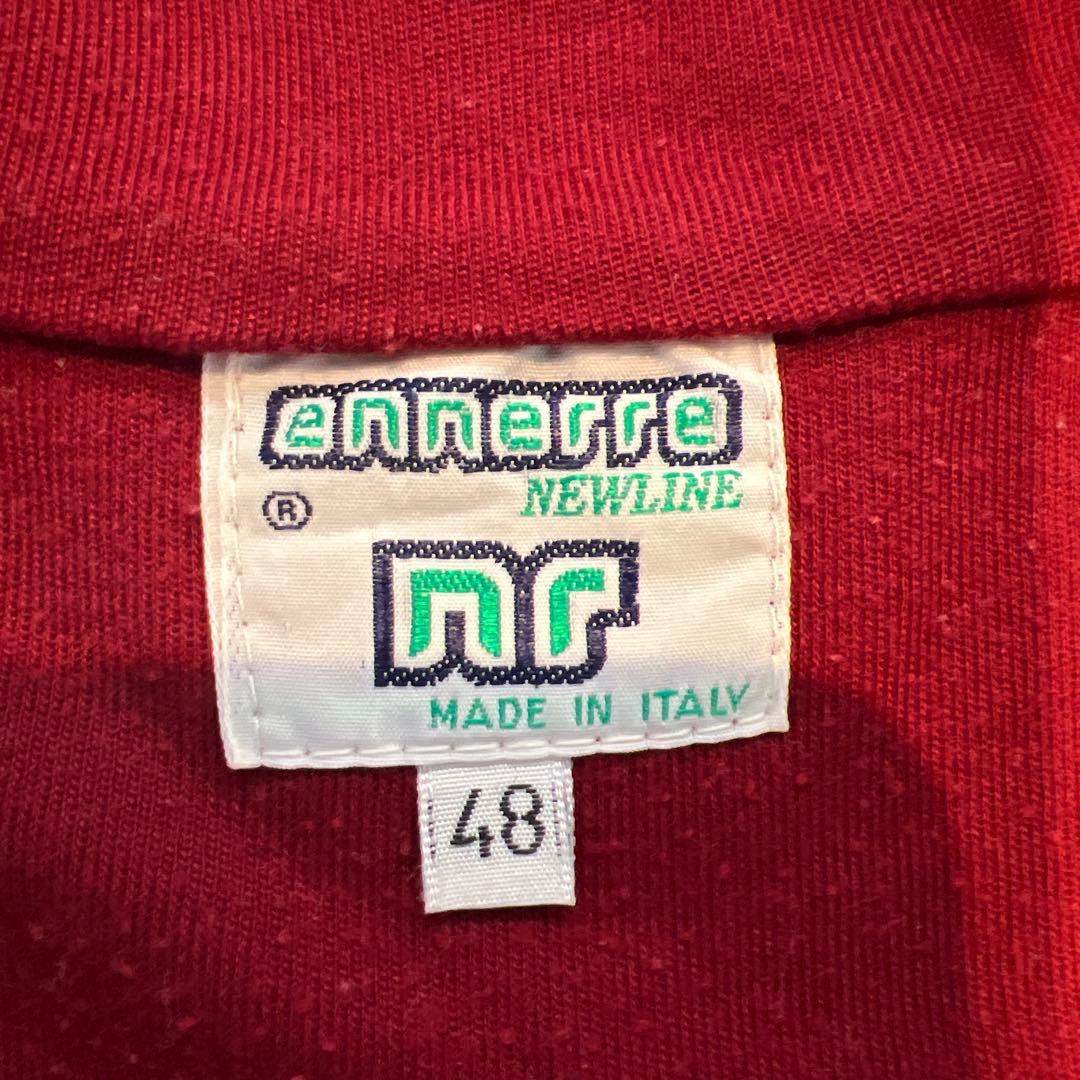 ennerre
NEWLINE
®
nr
MADE IN ITALY
48